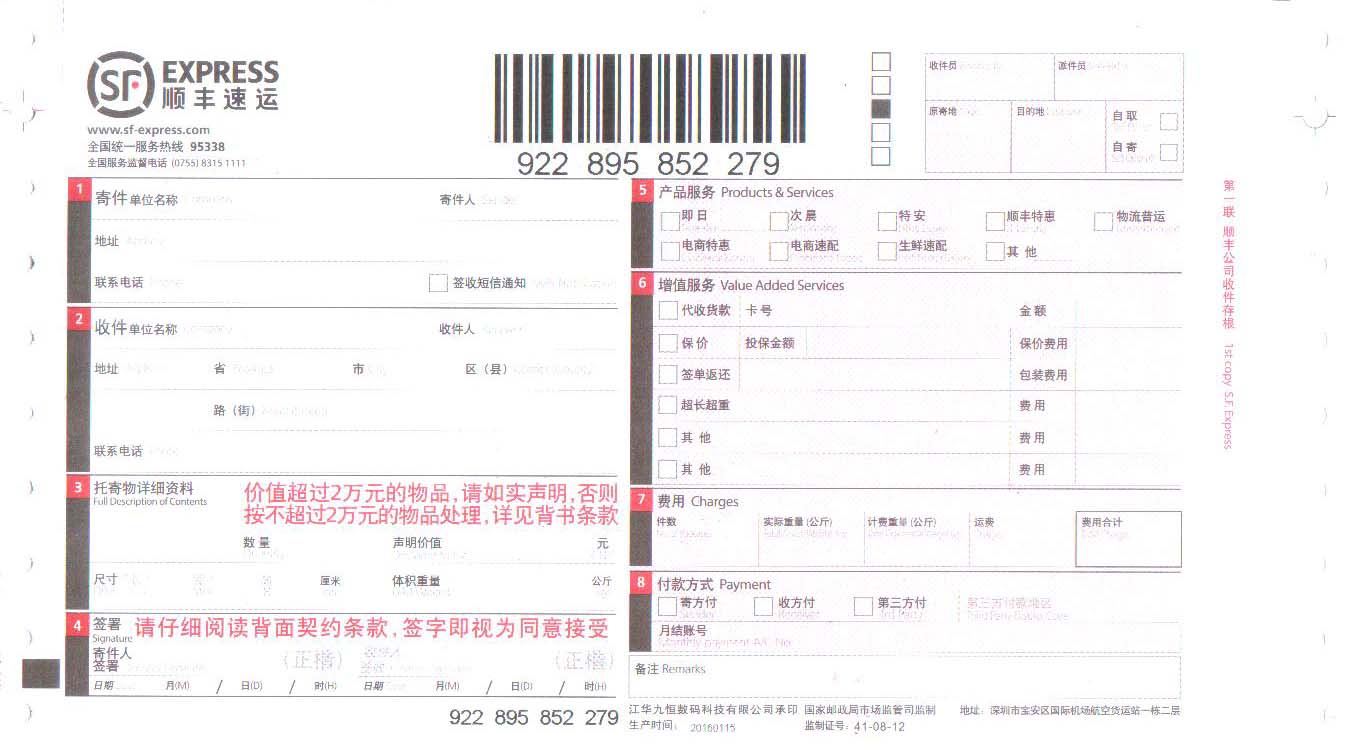 SF EXPRESS
顺丰速运
www.sf-express.com
全国统一服务热线 95338
全国服务监督电话 (0755) 8315 1111
922 895 852 279
收件员
派件员
原寄地
目的地
自取
自寄
1 寄件 单位名称 寄件人
地址
联系电话 签收短信通知
2 收件 单位名称 收件人
地址 省 市 区（县）
路（街）
联系电话
3 托寄物详细资料
Full Description of Contents
价值超过2万元的物品,请如实声明,否则
按不超过2万元的物品处理,详见背书条款
数量 声明价值 元
尺寸 厘米 体积重量 公斤
4 签署
Signature
请仔细阅读背面契约条款,签字即视为同意接受
寄件人
签署 （正楷） （正楷）
日期 月(M) / 日(D) / 时(H) 日期 月(M) / 日(D) / 时(H)
922 895 852 279
5 产品服务 Products & Services
即日 次晨 特安 顺丰特惠 物流普运
电商特惠 电商速配 生鲜速配 其他
6 增值服务 Value Added Services
代收货款 卡号 金额
保价 投保金额 保价费用
签单返还 包装费用
超长超重 费用
其他 费用
其他 费用
7 费用 Charges
件数 实际重量(公斤) 计费重量(公斤) 运费 费用合计
8 付款方式 Payment
寄方付 收方付 第三方付 第三方付款地区
月结账号
Monthly payment A/C No.
备注 Remarks
江华九恒数码科技有限公司承印 国家邮政局市场监管司监制 地址：深圳市宝安区国际机场航空货运站一栋二层
生产时间： 20160115 监制证号：41-08-12
第一联 顺丰公司收件存根 1st copy S.F. Express